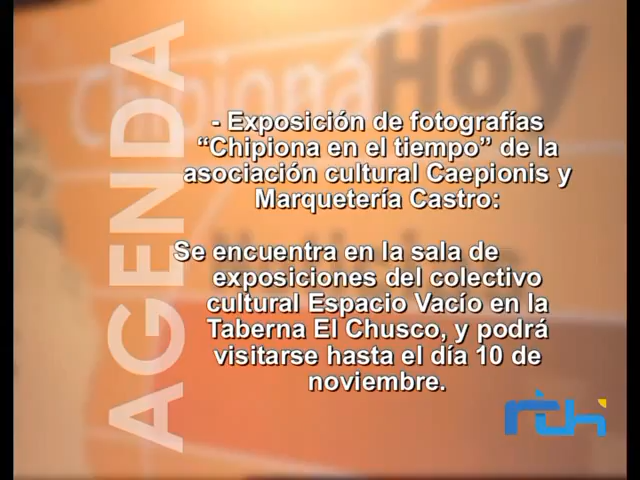 AGENDA
Chipiona Hoy
- Exposición de fotografías
“Chipiona en el tiempo” de la
asociación cultural Caepionis y
Marquetería Castro:
Se encuentra en la sala de
exposiciones del colectivo
cultural Espacio Vacío en la
Taberna El Chusco, y podrá
visitarse hasta el día 10 de
noviembre.